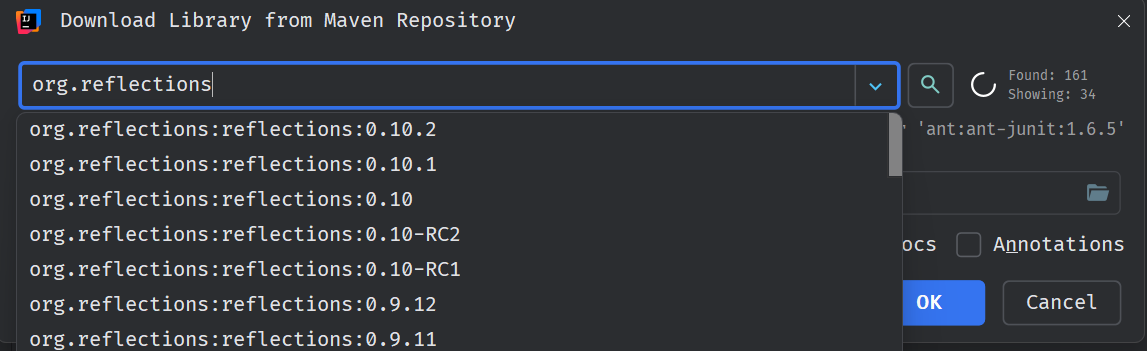 Download Library from Maven Repository
org.reflections
Found: 161
Showing: 34
org.reflections:reflections:0.10.2
'ant:ant-junit:1.6.5'
org.reflections:reflections:0.10.1
org.reflections:reflections:0.10
org.reflections:reflections:0.10-RC2
ocs Annotations
org.reflections:reflections:0.10-RC1
org.reflections:reflections:0.9.12
OK Cancel
org.reflections:reflections:0.9.11